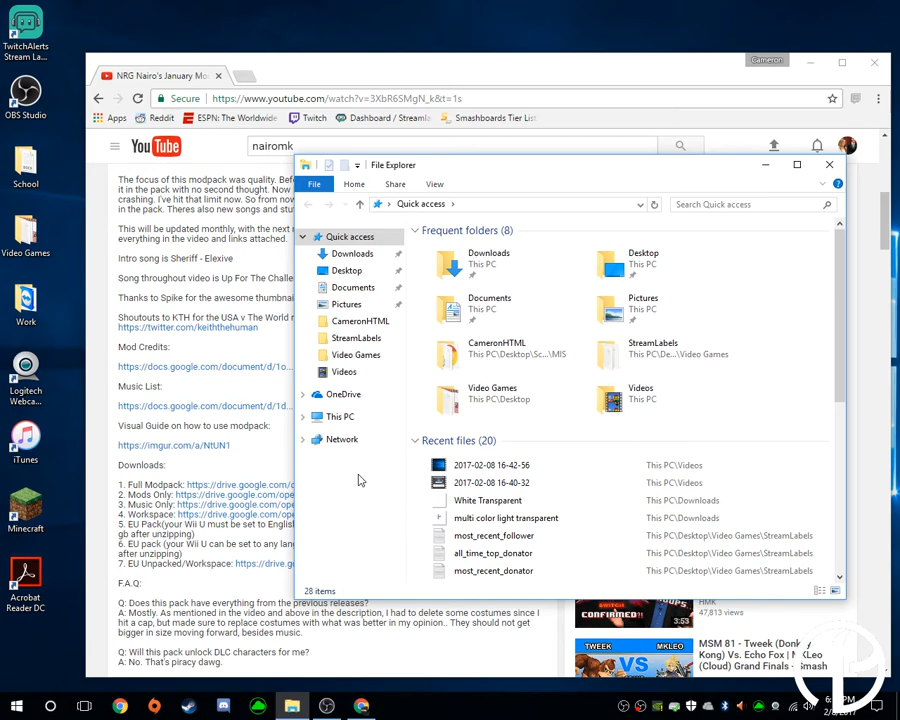 TwitchAlerts
Stream La...
OBS Studio
School
Video Games
Work
Logitech
Webca...
iTunes
Minecraft
Acrobat
Reader DC
Cameron
NRG Nairo's January Mo
Secure
https://www.youtube.com/watch?v=3XbR6SMgN_k&t=1s
Apps
Reddit
ESPN: The Worldwide
Twitch
Dashboard / Streamla
Smashboards Tier List
YouTube
nairomk
The focus of this modpack was quality. Bef
it in the pack with no second thought. Now
crashing. I've hit that limit now. So from now
in the pack. Theres also new songs and stu
This will be updated monthly, with the next
everything in the video and links attached.
Intro song is Sheriff - Elexive
Song throughout video is Up For The Challe
Thanks to Spike for the awesome thumbnai
Shoutouts to KTH for the USA v The World
https://twitter.com/keiththehuman
Mod Credits:
https://docs.google.com/document/d/1o...
Music List:
https://docs.google.com/document/d/1d...
Visual Guide on how to use modpack:
https://imgur.com/a/NtUN1
Downloads:
1. Full Modpack: https://drive.google.com/o
2. Mods Only: https://drive.google.com/ope
3. Music Only: https://drive.google.com/op
4. Workspace: https://drive.google.com/ope
5. EU Pack(your Wii U must be set to English
gb after unzipping)
6. EU pack (your Wii U can be set to any lan
after unzipping)
7. EU Unpacked/Workspace: https://drive.go
F.A.Q:
Q: Does this pack have everything from the previous releases?
A: Mostly. As mentioned in the video and above in the description, I had to delete some costumes since I
hit a cap, but made sure to replace costumes with what was better in my opinion.. They should not get
bigger in size moving forward, besides music.
Q: Will this pack unlock DLC characters for me?
A: No. That's piracy dawg.
File Explorer
File
Home
Share
View
Quick access
Search Quick access
Quick access
Downloads
Desktop
Documents
Pictures
CameronHTML
StreamLabels
Video Games
Videos
OneDrive
This PC
Network
Frequent folders (8)
Downloads
This PC
Desktop
This PC
Documents
This PC
Pictures
This PC
CameronHTML
This PC\Desktop\Sc...\MIS
StreamLabels
This PC\De...\Video Games
Video Games
This PC\Desktop
Videos
This PC
Recent files (20)
2017-02-08 16-42-56
This PC\Videos
2017-02-08 16-40-32
This PC\Videos
White Transparent
This PC\Downloads
multi color light transparent
This PC\Downloads
most_recent_follower
This PC\Desktop\Video Games\StreamLabels
all_time_top_donator
This PC\Desktop\Video Games\StreamLabels
most_recent_donator
This PC\Desktop\Video Games\StreamLabels
28 items
CONFIRMED?!
3:53
HMK
47,813 views
TWEEK
MKLEO
VS
MSM 81 - Tweek (Donkey
Kong) Vs. Echo Fox | MKLeo
(Cloud) Grand Finals - Smash